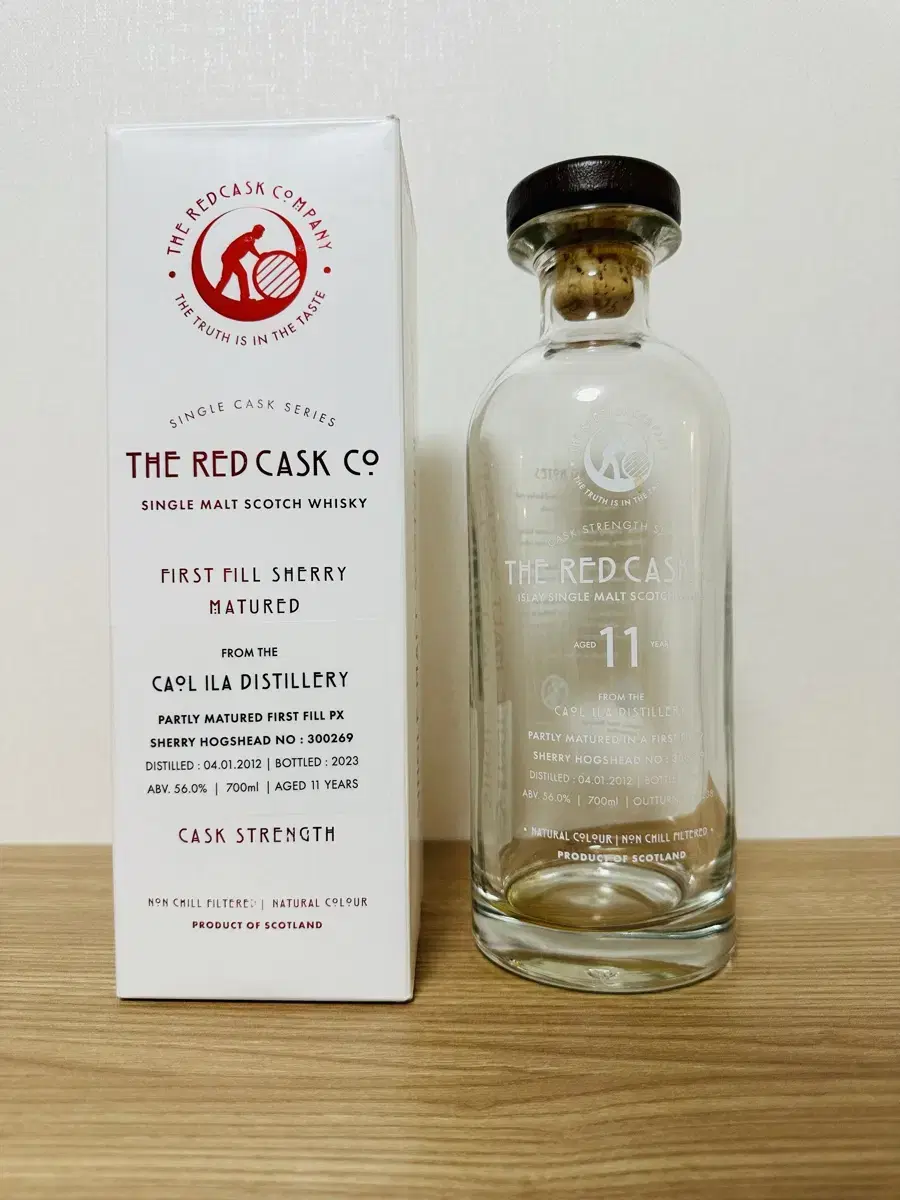 THE REDCASK COMPANY
THE TRUTH IS IN THE TASTE
SINGLE CASK SERIES
THE RED CASK Co
SINGLE MALT SCOTCH WHISKY
FIRST FILL SHERRY
MATURED
FROM THE
CAOL ILA DISTILLERY
PARTLY MATURED FIRST FILL PX
SHERRY HOGSHEAD NO : 300269
DISTILLED : 04.01.2012 | BOTTLED : 2023
ABV. 56.0% | 700ml | AGED 11 YEARS
CASK STRENGTH
NON CHILL FILTERED | NATURAL COLOUR
PRODUCT OF SCOTLAND
THE TRUTH IS IN THE
CASK STRENGTH
THE RED CASK
ISLAY SINGLE MALT SCOTCH
AGED 11 YEAR
FROM THE
CAOL ILA DISTILLERY
PARTLY MATURED IN A FIRST
SHERRY HOGSHEAD NO :
DISTILLED : 04.01.2012 |
ABV. 56.0% | 700ml |
• NATURAL COLOUR | NON CHILL FILTERED •
PRODUCT OF SCOTLAND